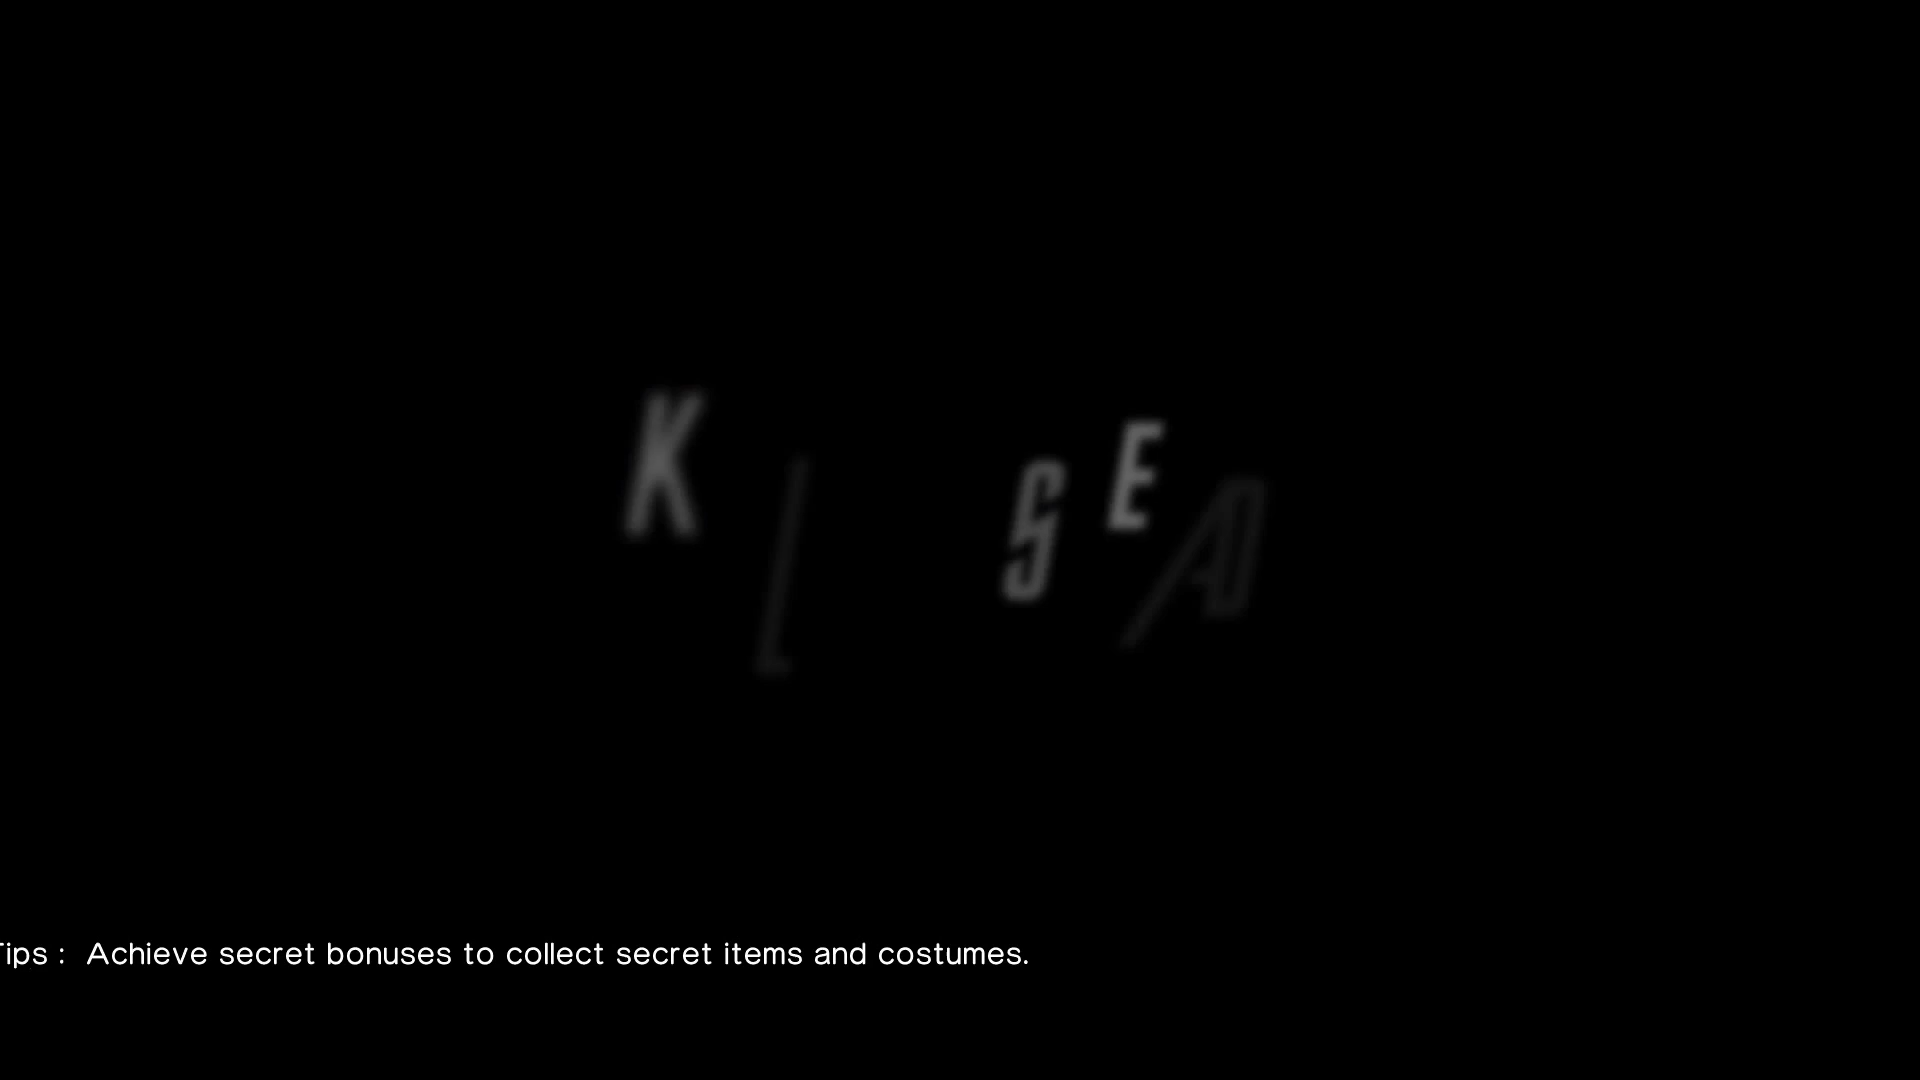 K L S E A D
Tips :  Achieve secret bonuses to collect secret items and costumes.